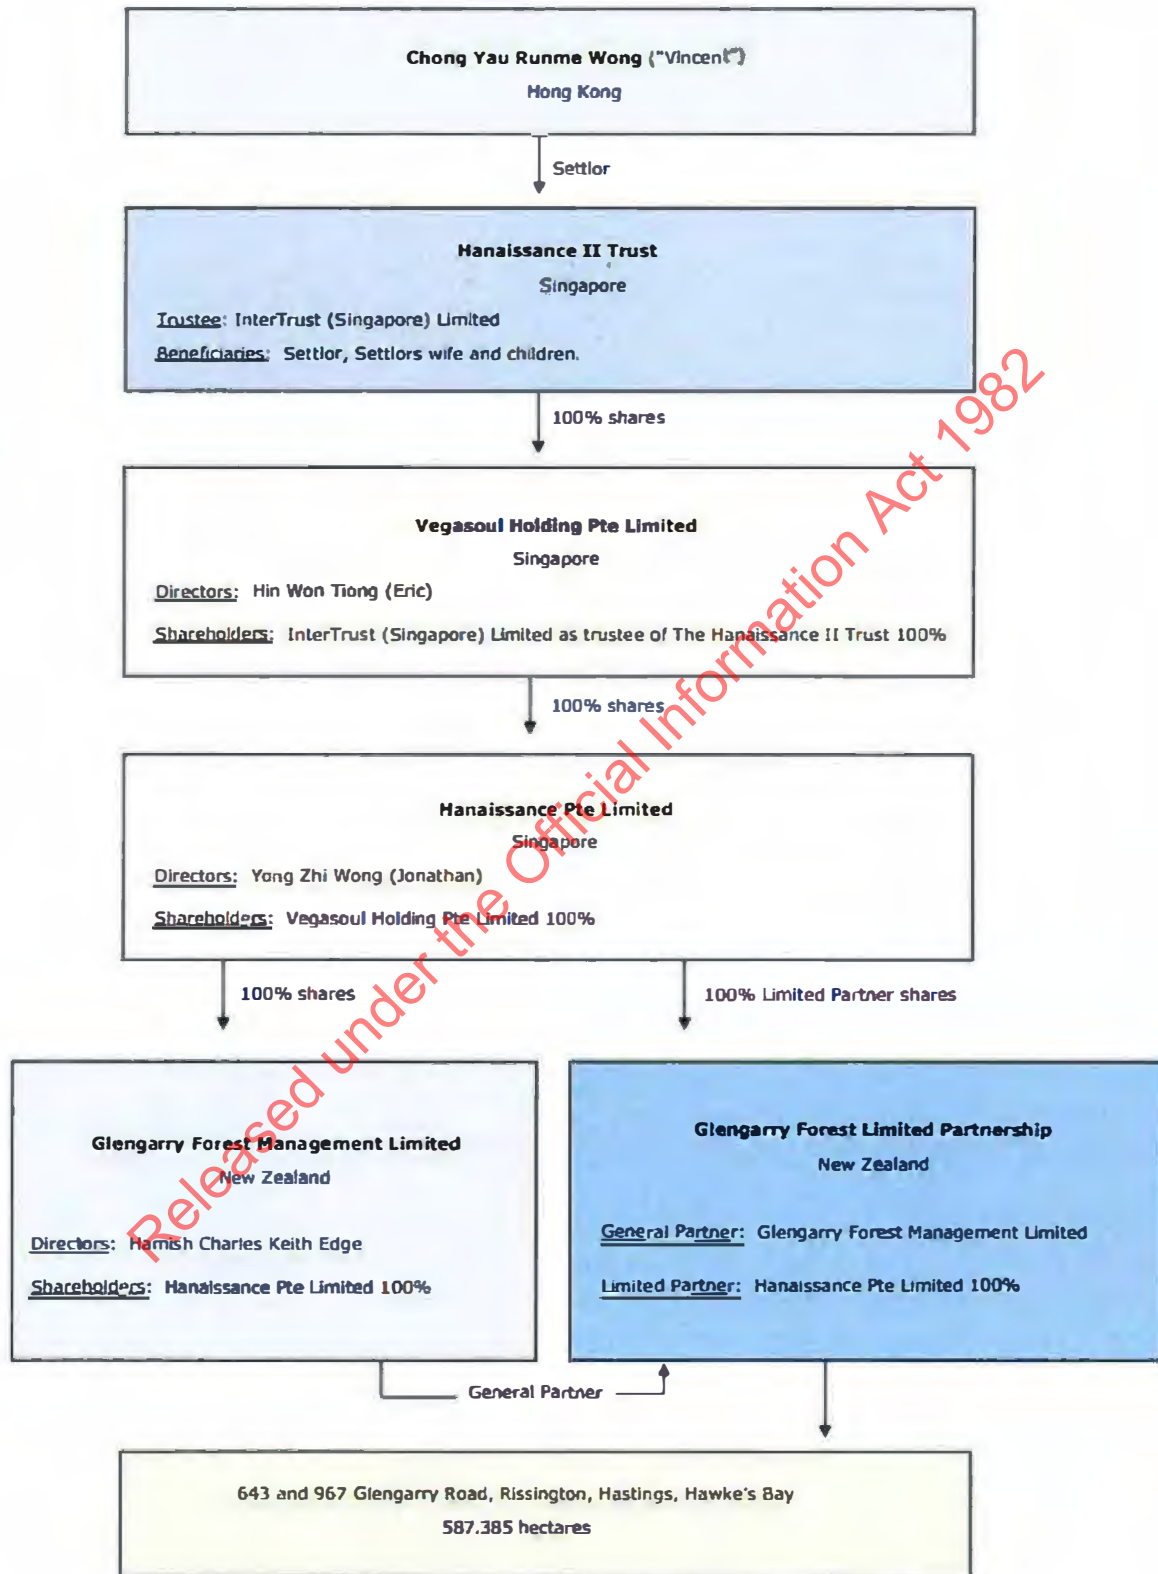 Chong Yau Runme Wong ("Vincent")
Hong Kong
Settlor
Hanaissance II Trust
Singapore
Trustee: InterTrust (Singapore) Limited
Beneficiaries: Settlor, Settlors wife and children.
100% shares
Vegasoul Holding Pte Limited
Singapore
Directors: Hin Won Tiong (Eric)
Shareholders: InterTrust (Singapore) Limited as trustee of The Hanaissance II Trust 100%
100% shares
Hanaissance Pte Limited
Singapore
Directors: Yong Zhi Wong (Jonathan)
Shareholders: Vegasoul Holding Pte Limited 100%
100% shares
100% Limited Partner shares
Glengarry Forest Management Limited
New Zealand
Directors: Hamish Charles Keith Edge
Shareholders: Hanaissance Pte Limited 100%
Glengarry Forest Limited Partnership
New Zealand
General Partner: Glengarry Forest Management Limited
Limited Partner: Hanaissance Pte Limited 100%
General Partner
643 and 967 Glengarry Road, Rissington, Hastings, Hawke's Bay
587.385 hectares
Released under the Official Information Act 1982